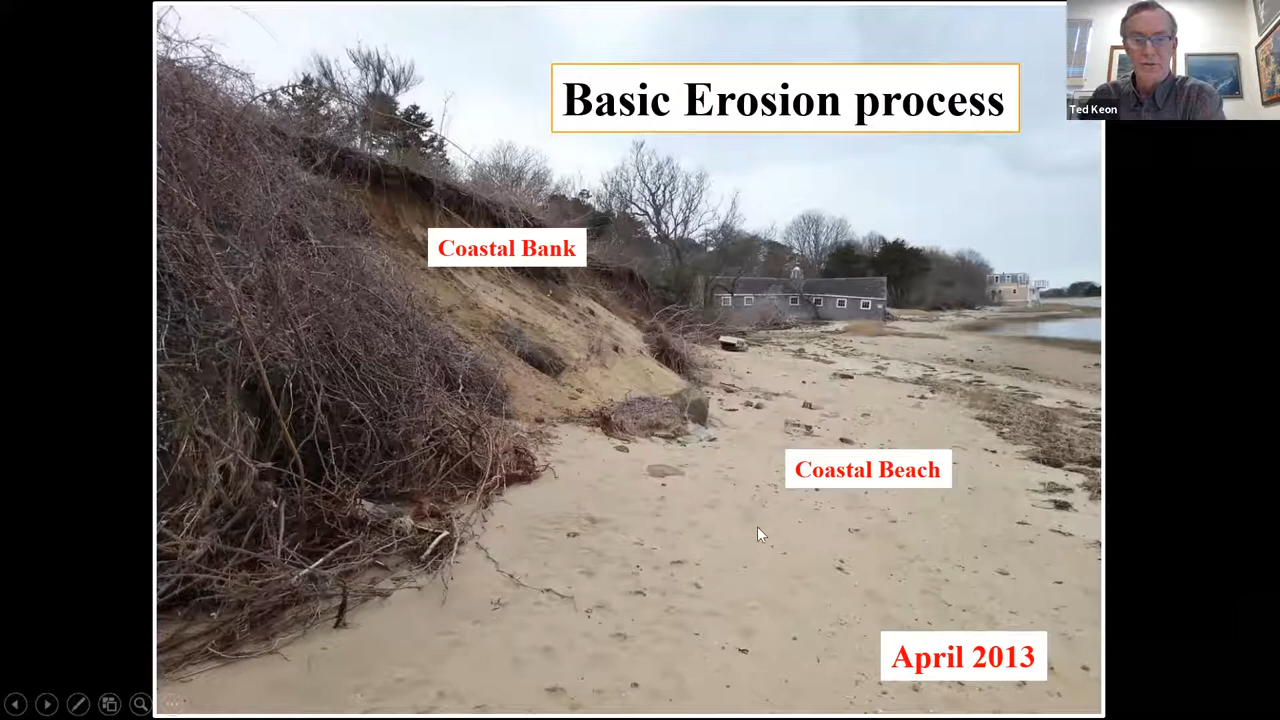 Basic Erosion process
Ted Keon
Coastal Bank
Coastal Beach
April 2013